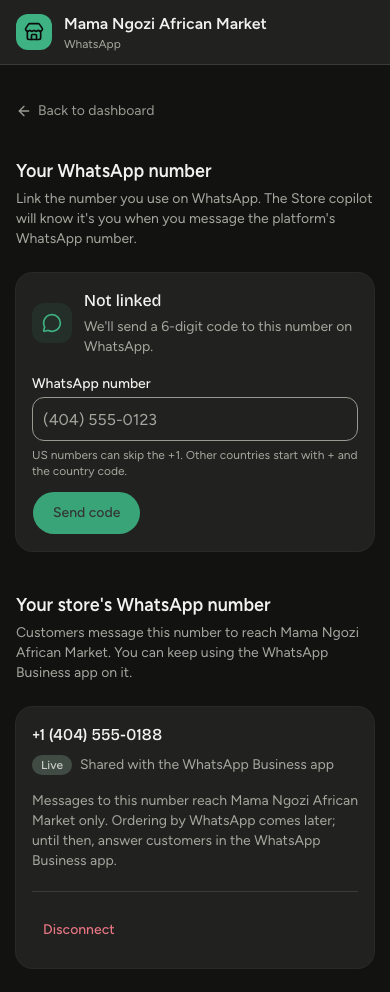 Mama Ngozi African Market
WhatsApp
Back to dashboard
Your WhatsApp number
Link the number you use on WhatsApp. The Store copilot
will know it's you when you message the platform's
WhatsApp number.
Not linked
We'll send a 6-digit code to this number on
WhatsApp.
WhatsApp number
(404) 555-0123
US numbers can skip the +1. Other countries start with + and
the country code.
Send code
Your store's WhatsApp number
Customers message this number to reach Mama Ngozi
African Market. You can keep using the WhatsApp
Business app on it.
+1 (404) 555-0188
Live Shared with the WhatsApp Business app
Messages to this number reach Mama Ngozi African
Market only. Ordering by WhatsApp comes later;
until then, answer customers in the WhatsApp
Business app.
Disconnect